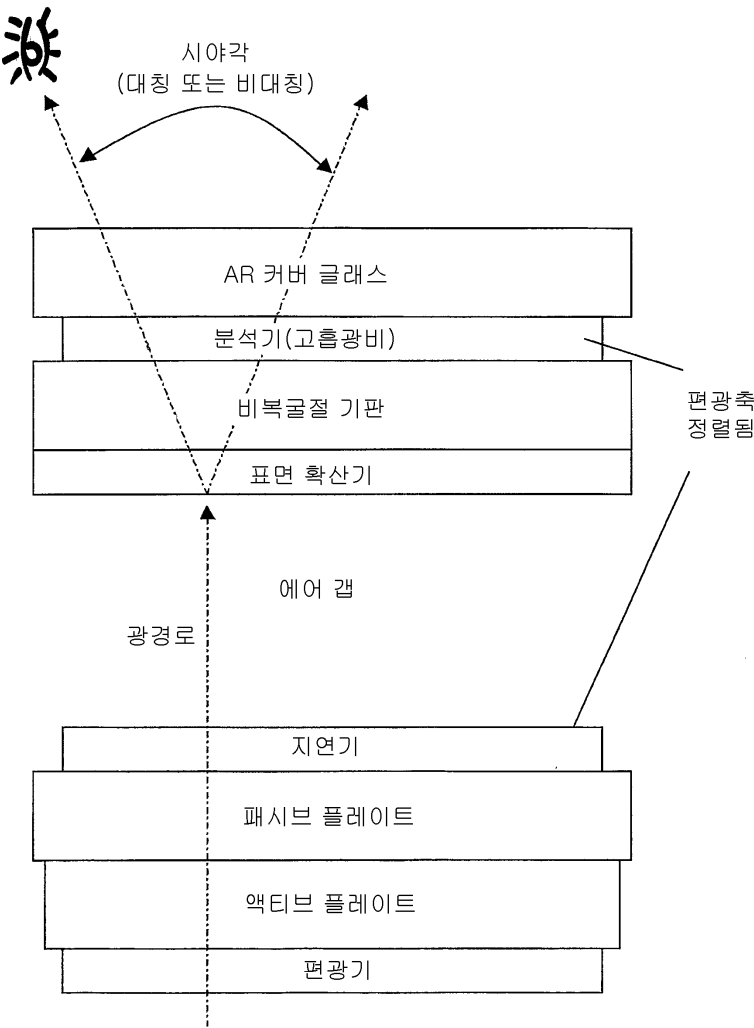 시야각
(대칭 또는 비대칭)
AR 커버 글래스
분석기(고흡광비)
비복굴절 기판
편광축
정렬됨
표면 확산기
에어 갭
광경로
지연기
패시브 플레이트
액티브 플레이트
편광기